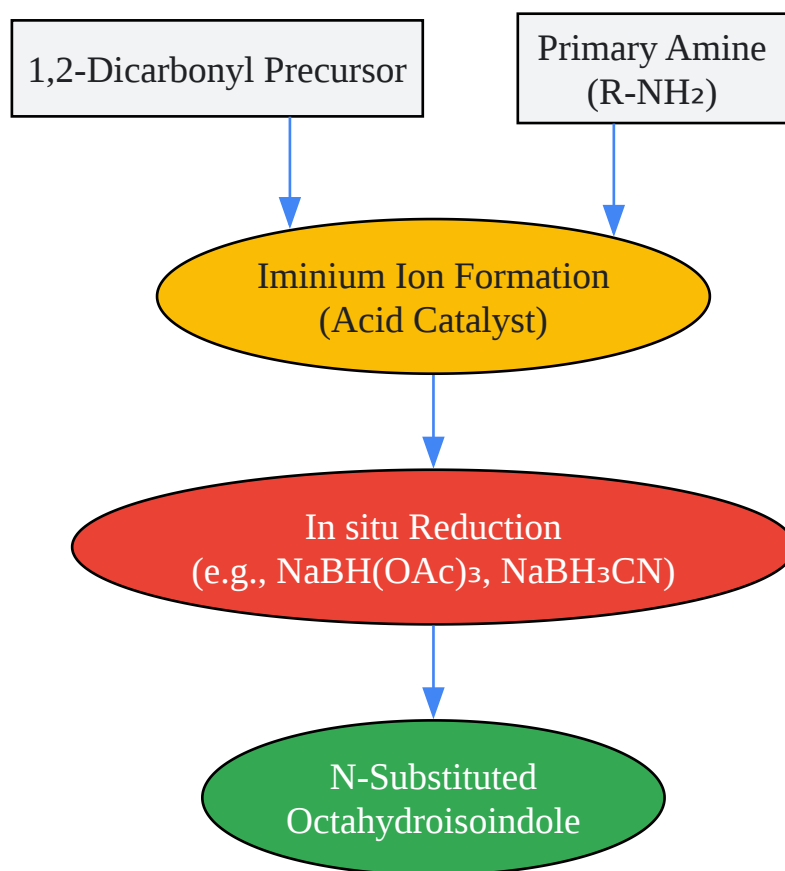 1,2-Dicarbonyl Precursor
Primary Amine
(R-NH₂)
Iminium Ion Formation
(Acid Catalyst)
In situ Reduction
(e.g., NaBH(OAc)₃, NaBH₃CN)
N-Substituted
Octahydroisoindole